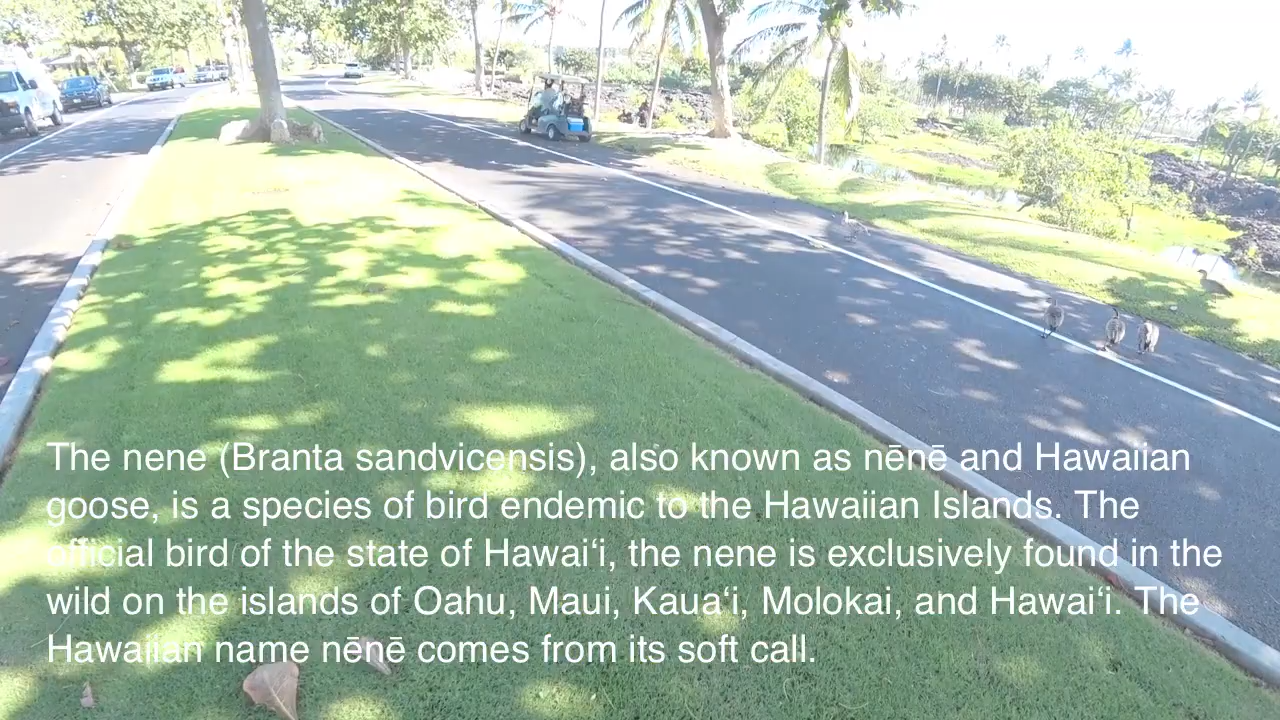 The nene (Branta sandvicensis), also known as nēnē and Hawaiian
goose, is a species of bird endemic to the Hawaiian Islands. The
official bird of the state of Hawaiʻi, the nene is exclusively found in the
wild on the islands of Oahu, Maui, Kauaʻi, Molokai, and Hawaiʻi. The
Hawaiian name nēnē comes from its soft call.